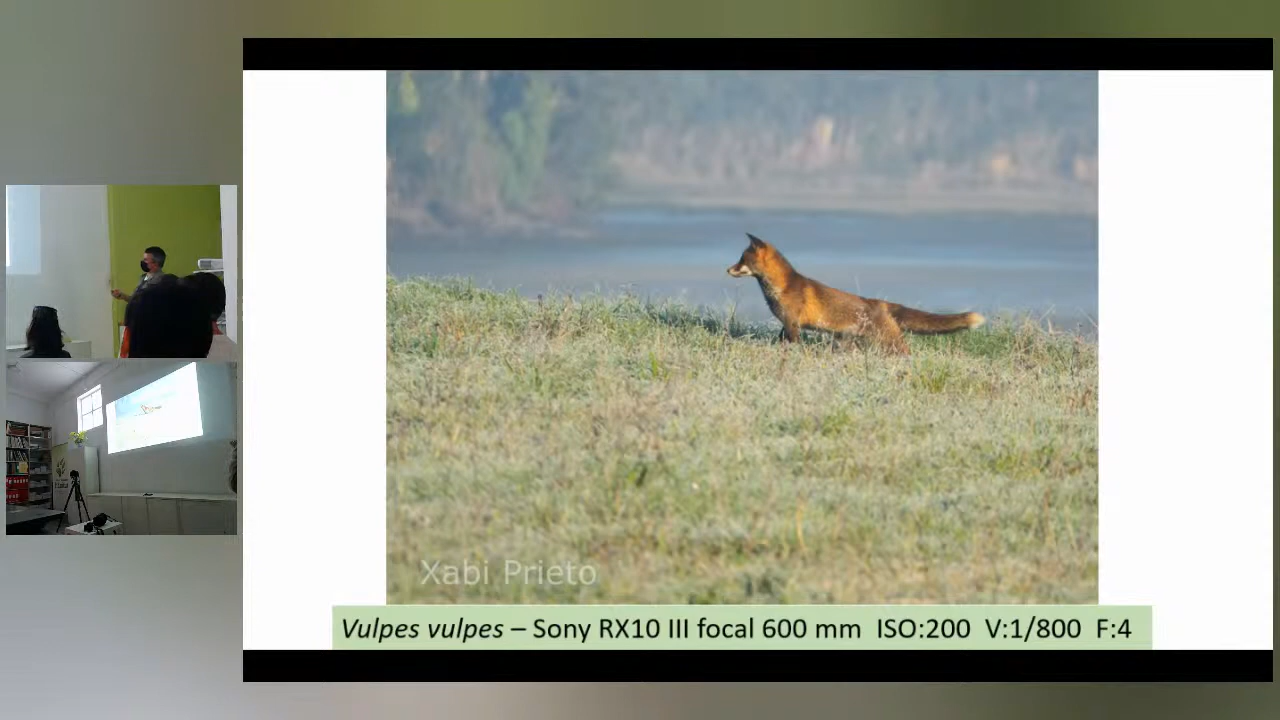 Xabi Prieto
Vulpes vulpes – Sony RX10 III focal 600 mm ISO:200 V:1/800 F:4